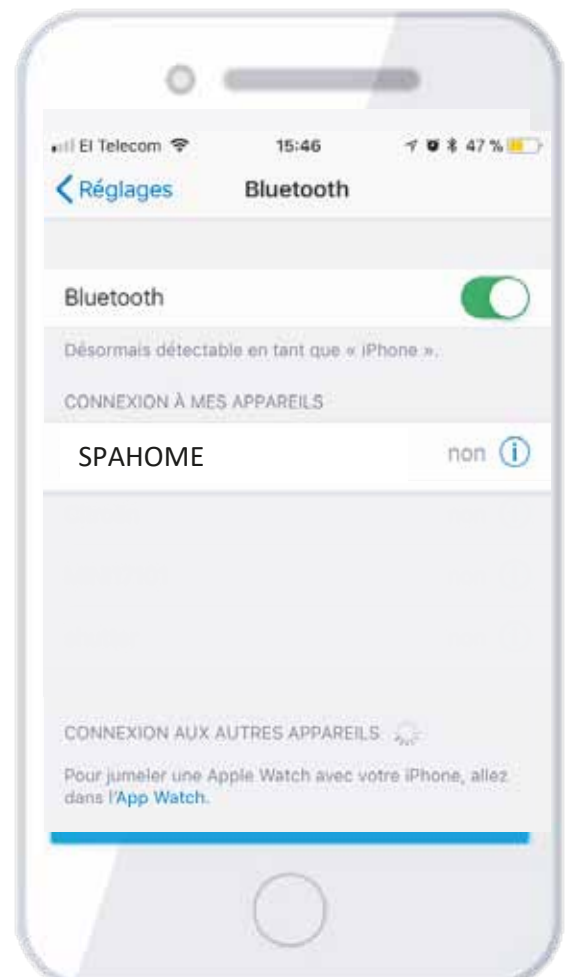 El Telecom 15:46 47 %
Réglages Bluetooth
Bluetooth
Désormais détectable en tant que « iPhone ».
CONNEXION À MES APPAREILS
SPAHOME non i
CONNEXION AUX AUTRES APPAREILS
Pour jumeler une Apple Watch avec votre iPhone, allez
dans l'App Watch.